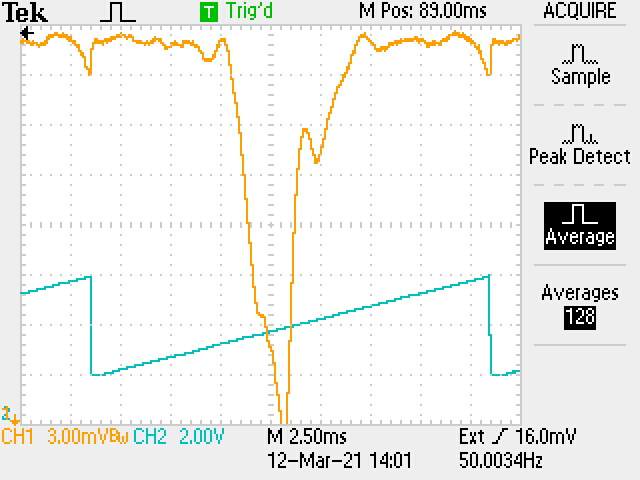 Tek T Trig'd M Pos: 89.00ms ACQUIRE
Sample
Peak Detect
Average
Averages
128
2
CH1 3.00mVBw CH2 2.00V M 2.50ms Ext 16.0mV
12-Mar-21 14:01 50.0034Hz